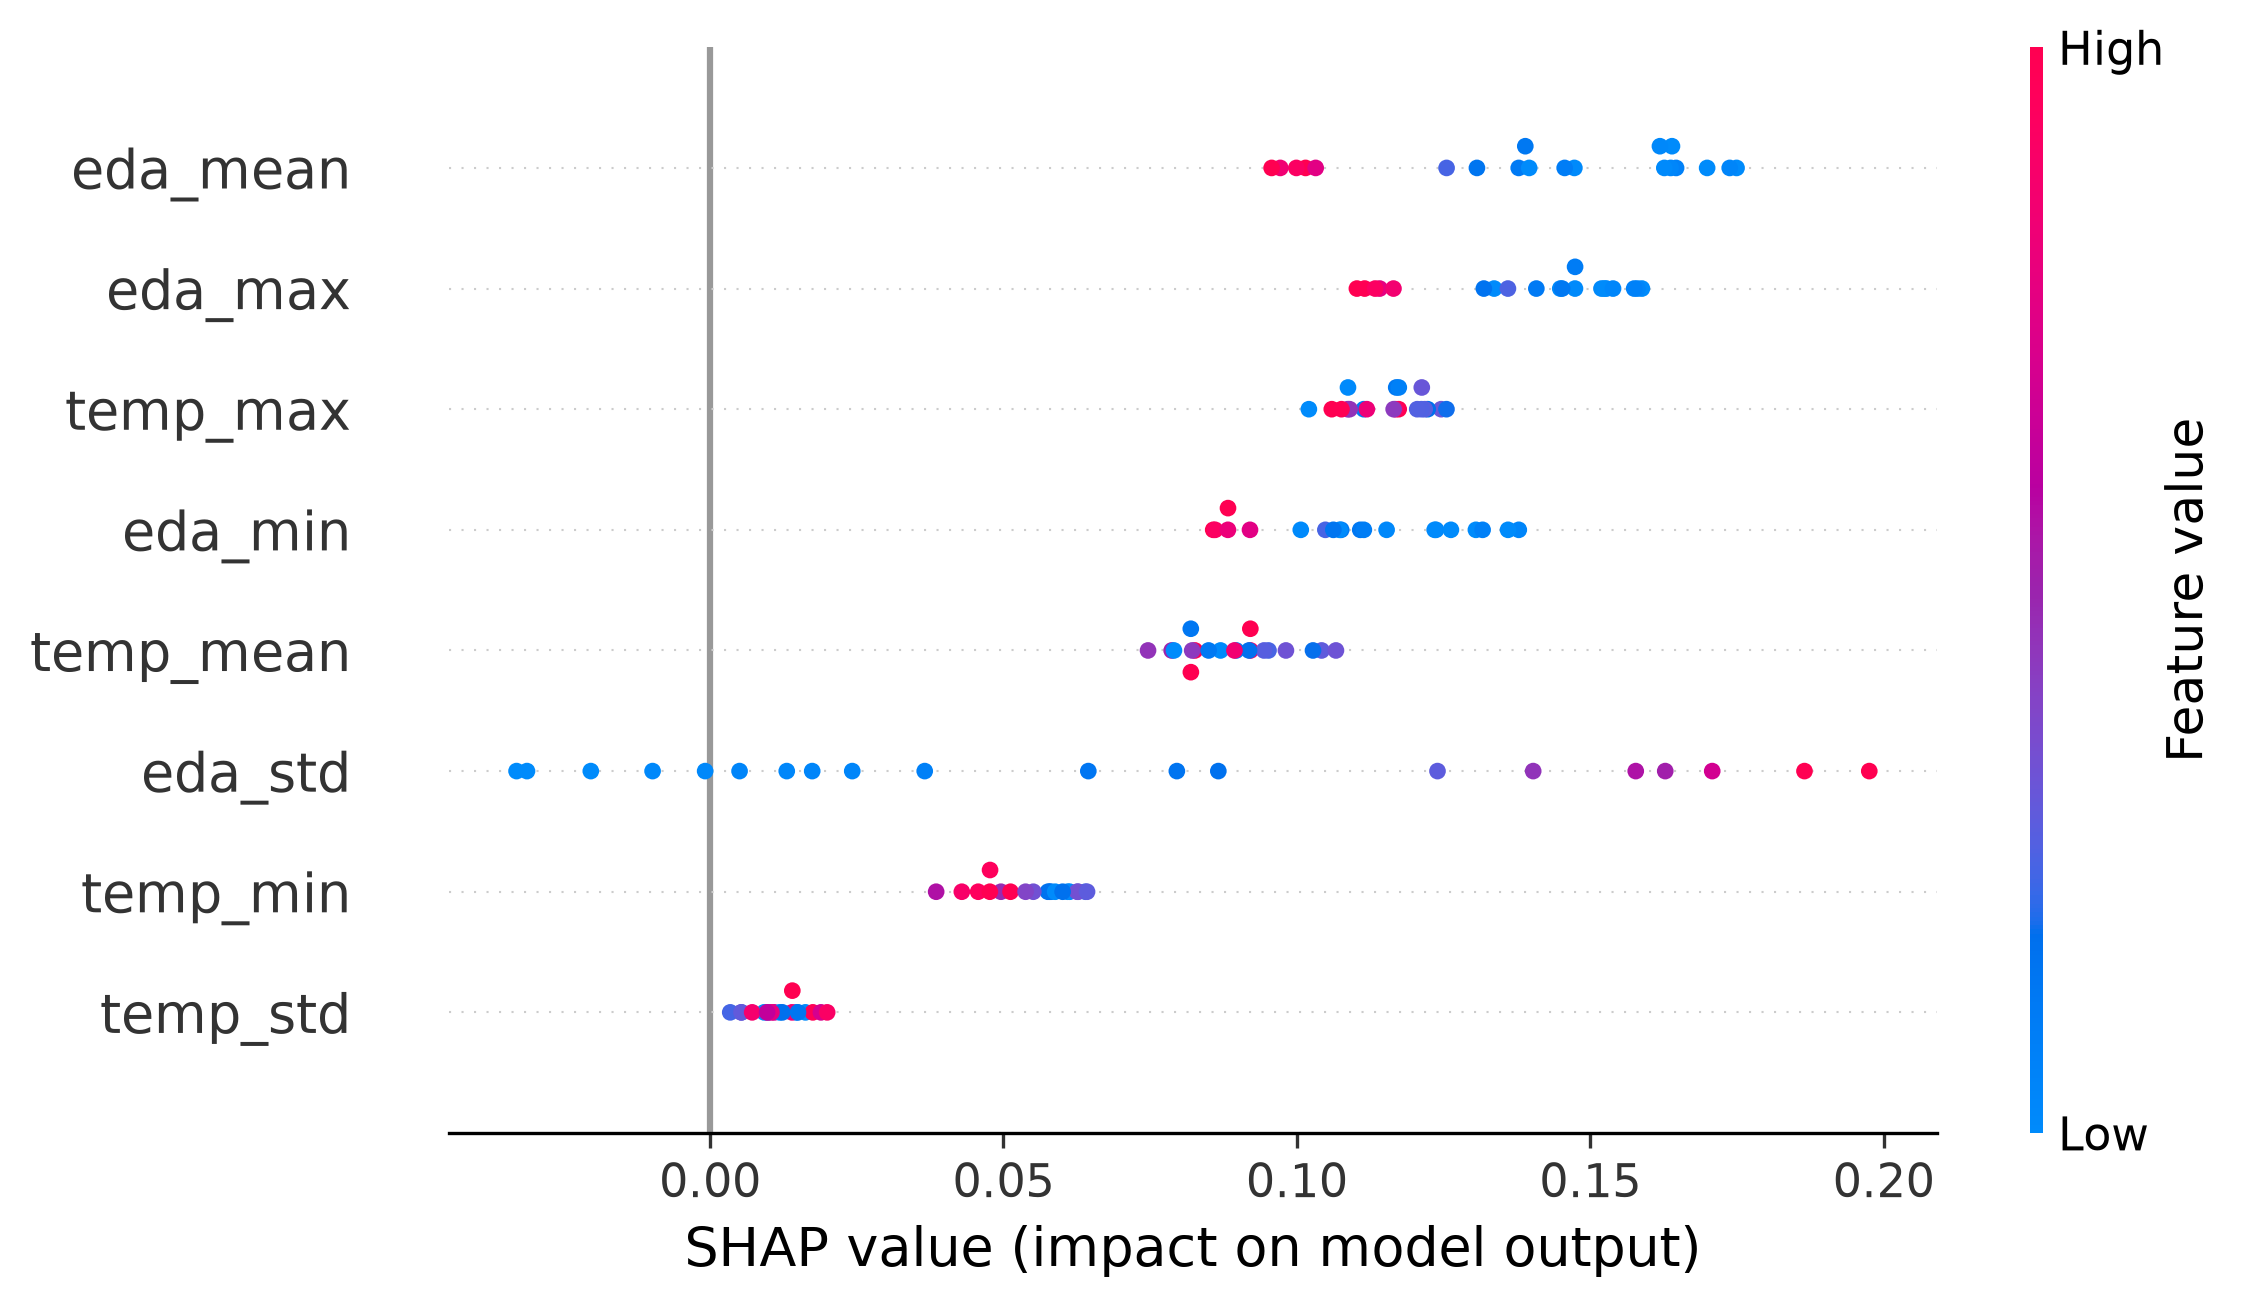 High
eda_mean
eda_max
temp_max
eda_min
temp_mean
eda_std
temp_min
temp_std
Feature value
Low
0.00 0.05 0.10 0.15 0.20
SHAP value (impact on model output)